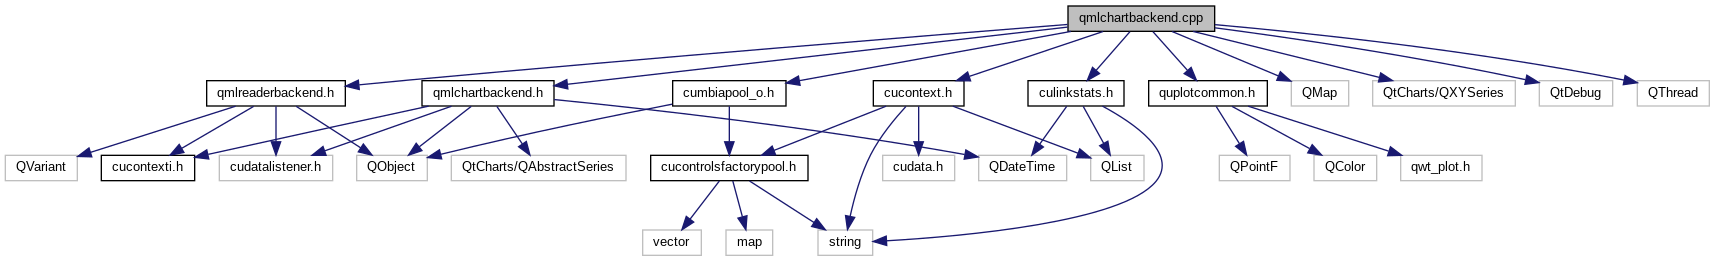 qmlchartbackend.cpp
qmlreaderbackend.h
qmlchartbackend.h
cumbiapool_o.h
cucontext.h
culinkstats.h
quplotcommon.h
QMap
QtCharts/QXYSeries
QtDebug
QThread
QVariant
cucontexti.h
cudatalistener.h
QObject
QtCharts/QAbstractSeries
cucontrolsfactorypool.h
cudata.h
QDateTime
QList
QPointF
QColor
qwt_plot.h
vector
map
string